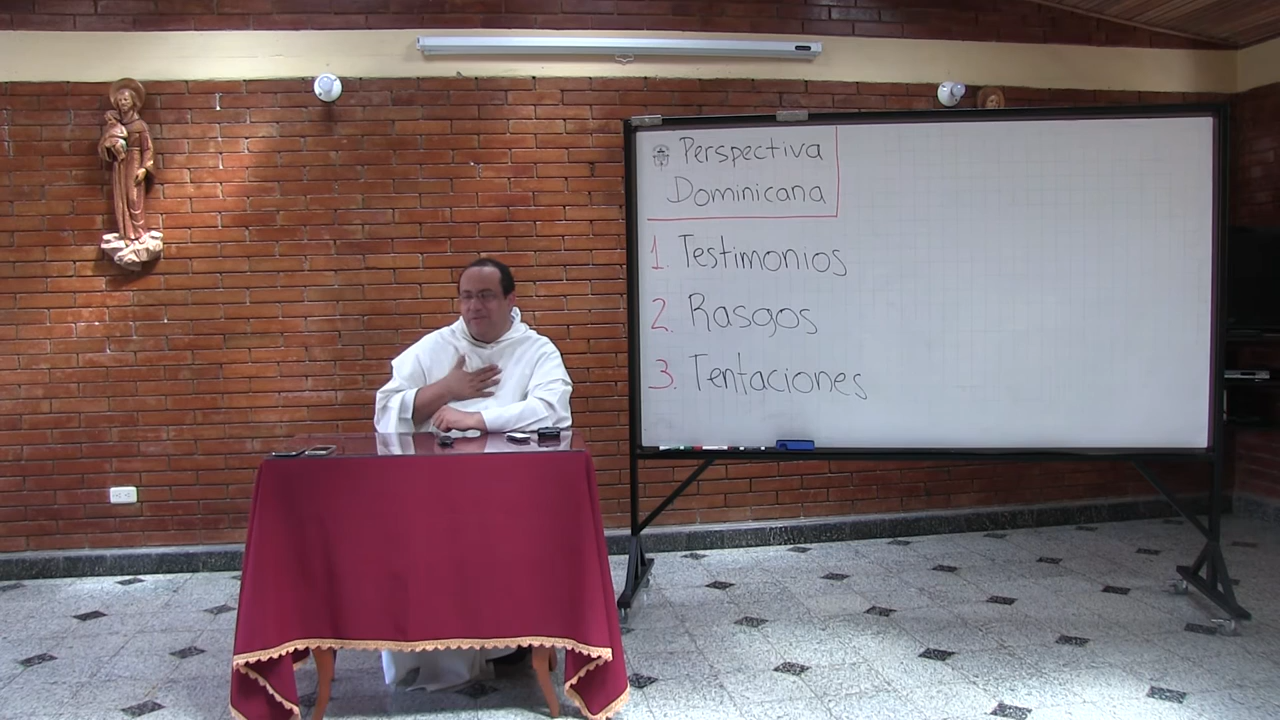 Perspectiva
Dominicana
1. Testimonios
2. Rasgos
3. Tentaciones